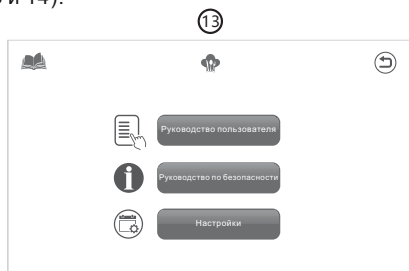 и 14).
13
Руководство пользователя
Руководство по безопасности
Настройки